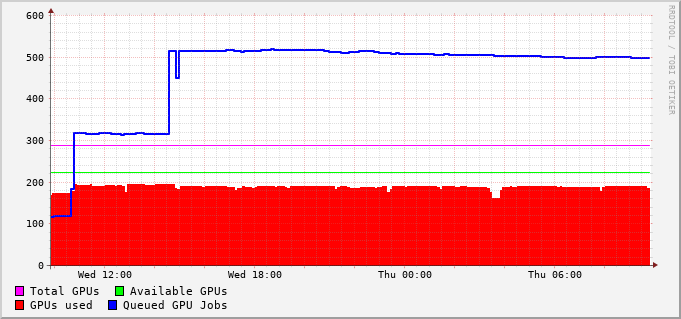 600
500
400
300
200
100
0
Wed 12:00 Wed 18:00 Thu 00:00 Thu 06:00
Total GPUs Available GPUs
GPUs used Queued GPU Jobs
RRDTOOL / TOBI OETIKER